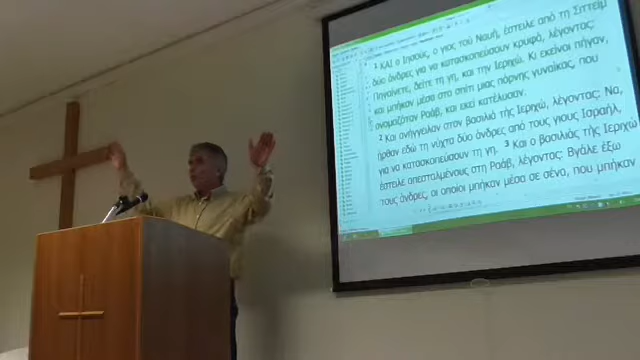 1 ΚΑΙ ο Ιησούς, ο γιος τού Ναυή, έστειλε από τη Σιττείμ
δύο άνδρες για να κατασκοπεύσουν κρυφά, λέγοντας:
Πηγαίνετε, δείτε τη γη, και την Ιεριχώ. Κι εκείνοι πήγαν,
και μπήκαν μέσα στο σπίτι μιας πόρνης γυναίκας, που
ονομαζόταν Ραάβ, και εκεί κατέλυσαν.
2 Και ανήγγειλαν στον βασιλιά τής Ιεριχώ, λέγοντας: Να,
ήρθαν εδώ τη νύχτα δύο άνδρες από τους γιους Ισραήλ,
για να κατασκοπεύσουν τη γη. 3 Και ο βασιλιάς τής Ιεριχώ
έστειλε απεσταλμένους στη Ραάβ, λέγοντας: Βγάλε έξω
τους άνδρες, οι οποίοι μπήκαν μέσα σε σένα, που μπήκαν